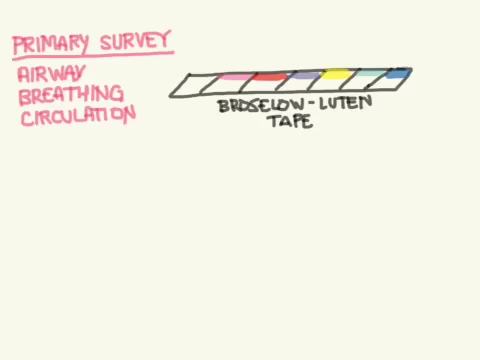 PRIMARY SURVEY
AIRWAY
BREATHING
CIRCULATION
BROSELOW-LUTEN
TAPE